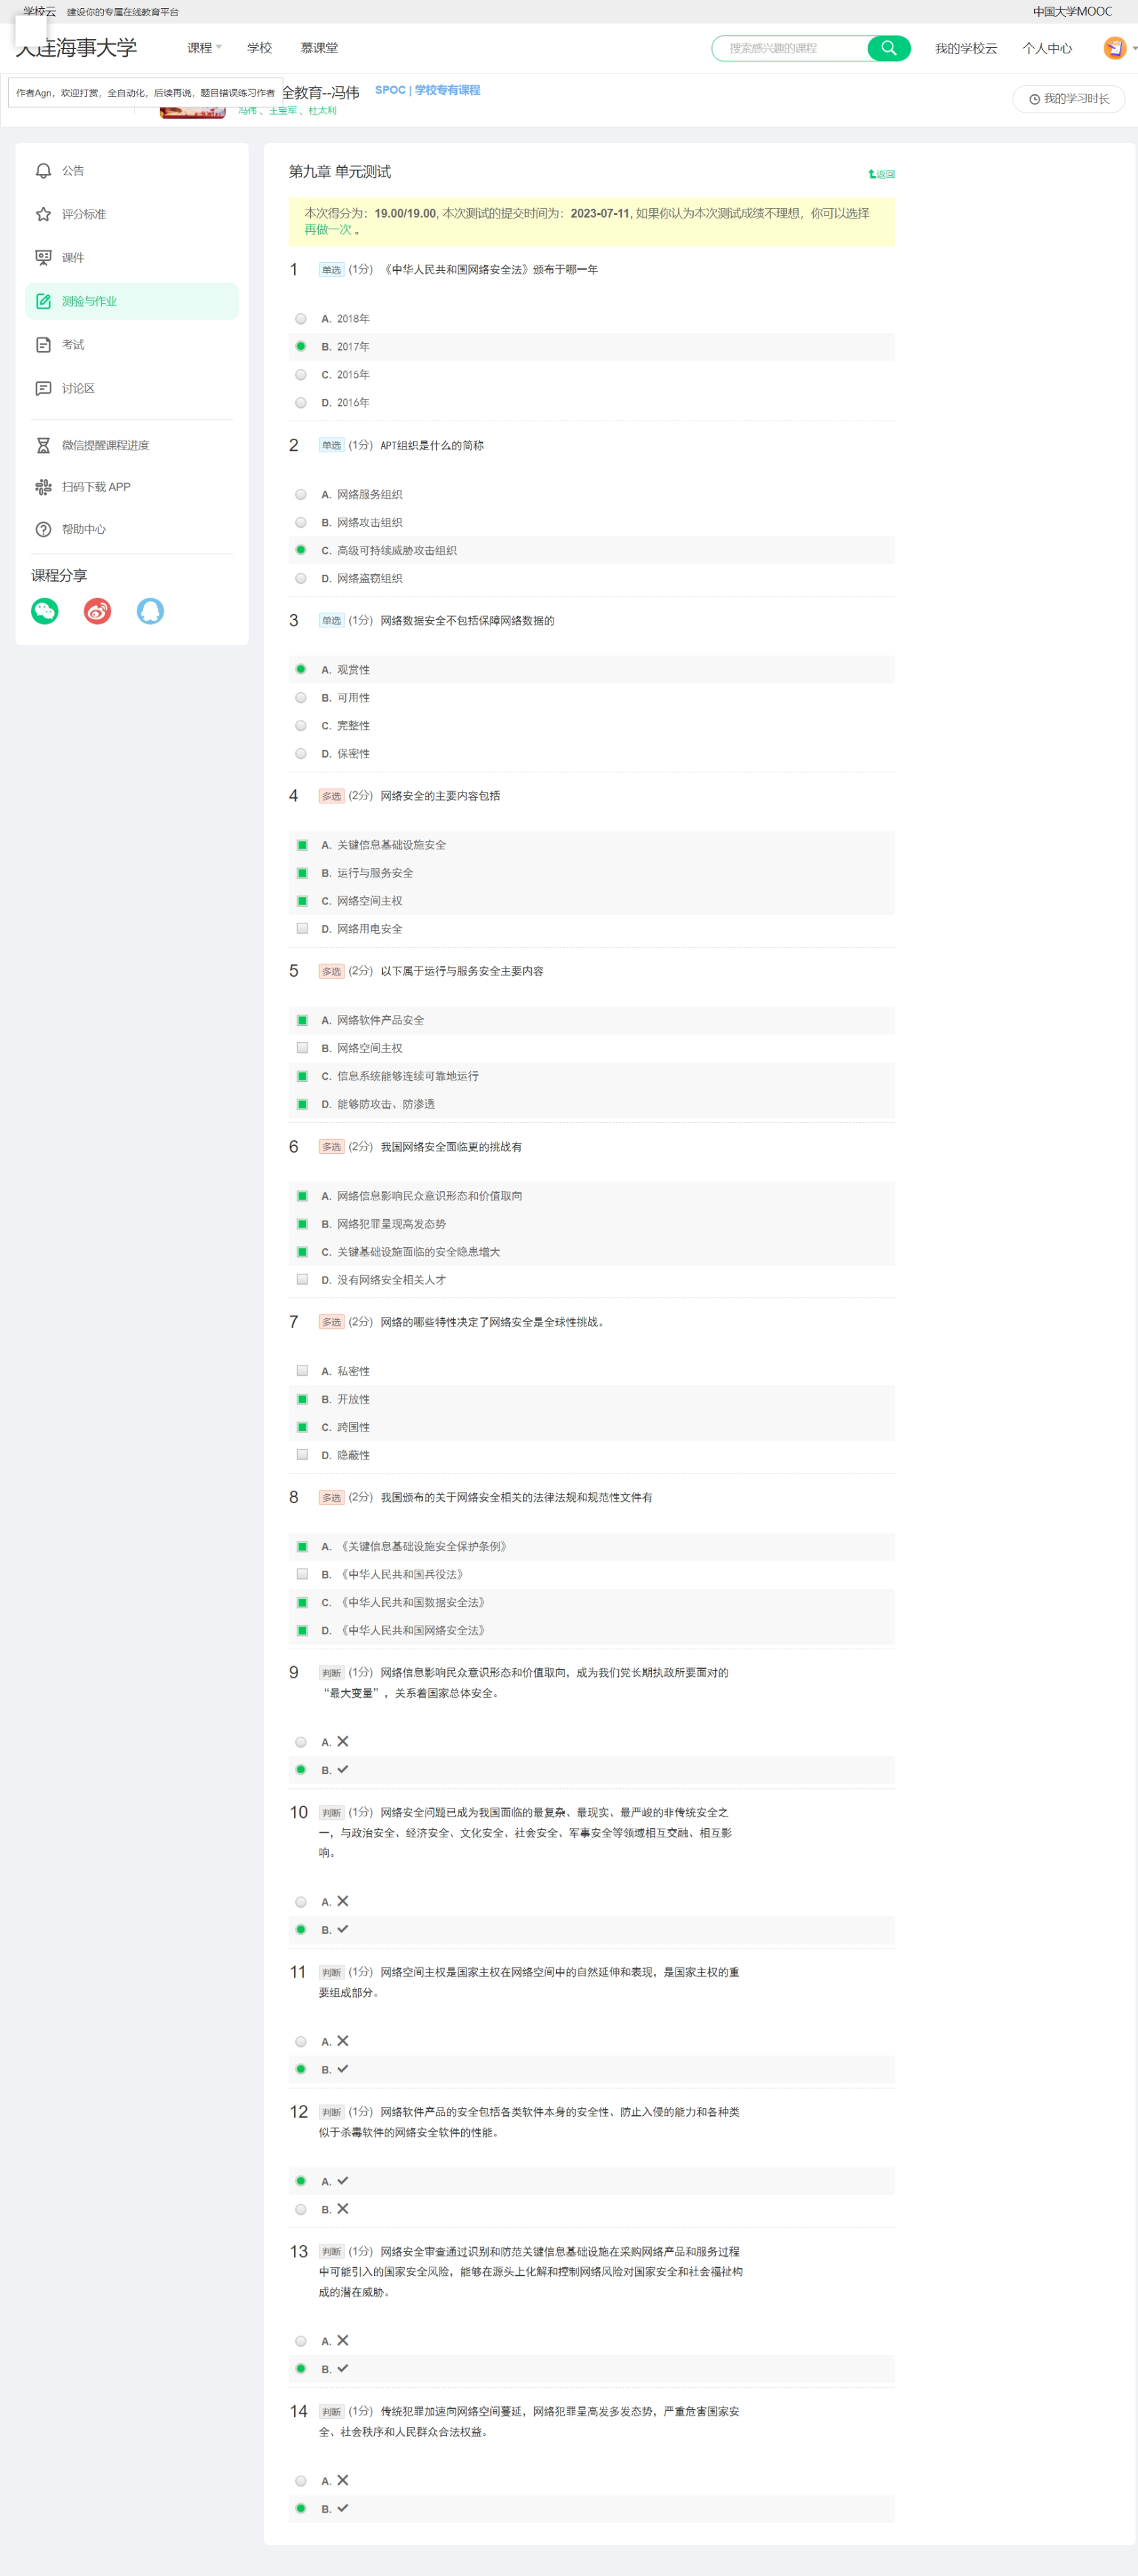 学校云 建设你的专属在线教育平台 中国大学MOOC
大连海事大学 课程 学校 慕课堂 搜索感兴趣的课程 我的学校云 个人中心
作者Agn，欢迎打赏，全自动化，后续再说，题目错误练习作者 全教育--冯伟 SPOC | 学校专有课程
冯伟 、王宝军 、杜太利
我的学习时长
公告
评分标准
课件
测验与作业
考试
讨论区
微信提醒课程进度
扫码下载 APP
帮助中心
课程分享
第九章 单元测试 返回
本次得分为：19.00/19.00, 本次测试的提交时间为：2023-07-11, 如果你认为本次测试成绩不理想，你可以选择
再做一次 。
1 单选 (1分) 《中华人民共和国网络安全法》颁布于哪一年
A. 2018年
B. 2017年
C. 2015年
D. 2016年
2 单选 (1分) APT组织是什么的简称
A. 网络服务组织
B. 网络攻击组织
C. 高级可持续威胁攻击组织
D. 网络盗窃组织
3 单选 (1分) 网络数据安全不包括保障网络数据的
A. 观赏性
B. 可用性
C. 完整性
D. 保密性
4 多选 (2分) 网络安全的主要内容包括
A. 关键信息基础设施安全
B. 运行与服务安全
C. 网络空间主权
D. 网络用电安全
5 多选 (2分) 以下属于运行与服务安全主要内容
A. 网络软件产品安全
B. 网络空间主权
C. 信息系统能够连续可靠地运行
D. 能够防攻击、防渗透
6 多选 (2分) 我国网络安全面临更的挑战有
A. 网络信息影响民众意识形态和价值取向
B. 网络犯罪呈现高发态势
C. 关键基础设施面临的安全隐患增大
D. 没有网络安全相关人才
7 多选 (2分) 网络的哪些特性决定了网络安全是全球性挑战。
A. 私密性
B. 开放性
C. 跨国性
D. 隐蔽性
8 多选 (2分) 我国颁布的关于网络安全相关的法律法规和规范性文件有
A. 《关键信息基础设施安全保护条例》
B. 《中华人民共和国兵役法》
C. 《中华人民共和国数据安全法》
D. 《中华人民共和国网络安全法》
9 判断 (1分) 网络信息影响民众意识形态和价值取向，成为我们党长期执政所要面对的
“最大变量”，关系着国家总体安全。
A.
B.
10 判断 (1分) 网络安全问题已成为我国面临的最复杂、最现实、最严峻的非传统安全之
一，与政治安全、经济安全、文化安全、社会安全、军事安全等领域相互交融、相互影
响。
A.
B.
11 判断 (1分) 网络空间主权是国家主权在网络空间中的自然延伸和表现，是国家主权的重
要组成部分。
A.
B.
12 判断 (1分) 网络软件产品的安全包括各类软件本身的安全性、防止入侵的能力和各种类
似于杀毒软件的网络安全软件的性能。
A.
B.
13 判断 (1分) 网络安全审查通过识别和防范关键信息基础设施在采购网络产品和服务过程
中可能引入的国家安全风险，能够在源头上化解和控制网络风险对国家安全和社会福祉构
成的潜在威胁。
A.
B.
14 判断 (1分) 传统犯罪加速向网络空间蔓延，网络犯罪呈高发多发态势，严重危害国家安
全、社会秩序和人民群众合法权益。
A.
B.